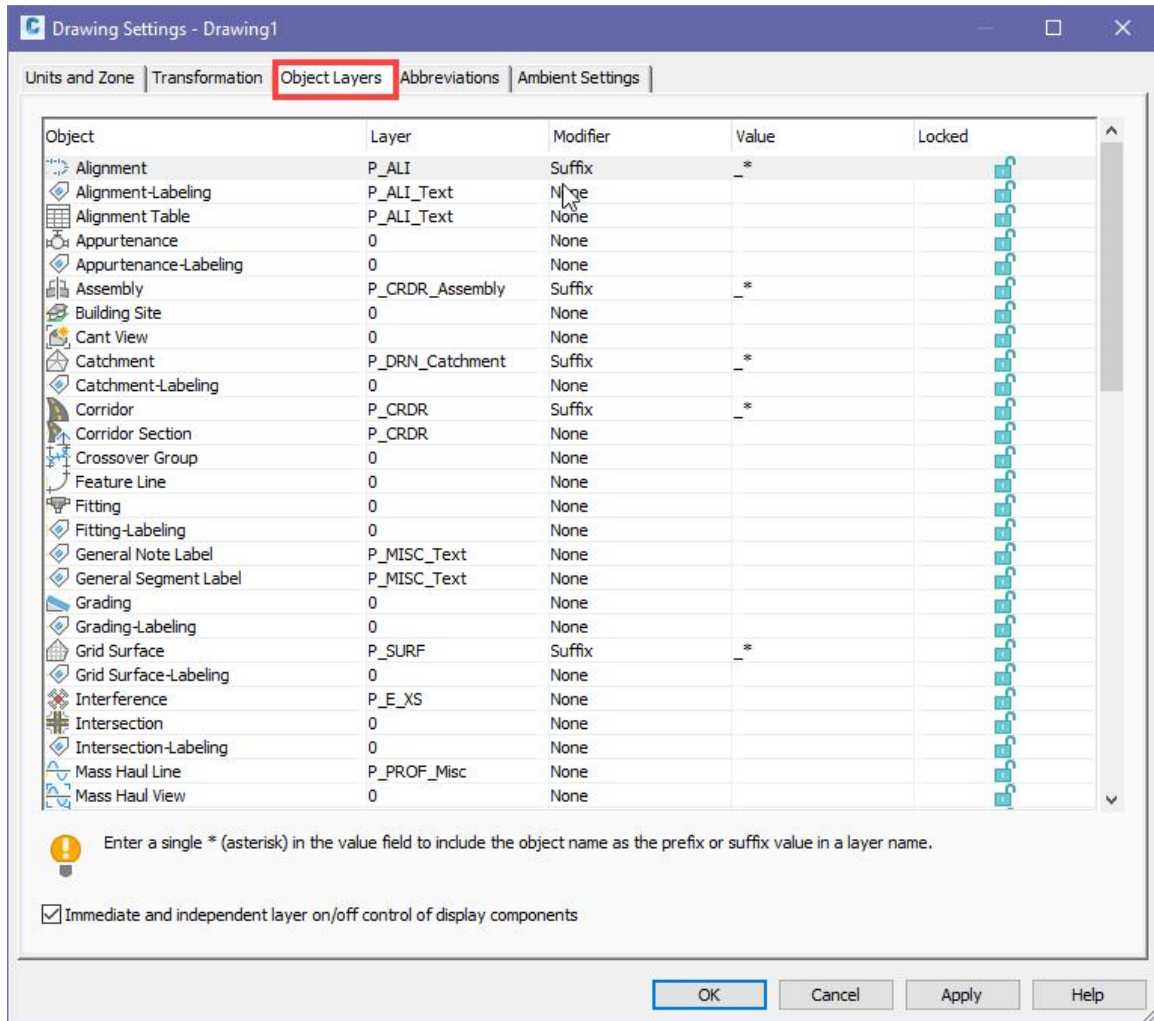 Drawing Settings - Drawing1
Units and Zone Transformation Object Layers Abbreviations Ambient Settings
Object Layer Modifier Value Locked
Alignment P_ALI Suffix _*
Alignment-Labeling P_ALI_Text None
Alignment Table P_ALI_Text None
Appurtenance 0 None
Appurtenance-Labeling 0 None
Assembly P_CRDR_Assembly Suffix _*
Building Site 0 None
Cant View 0 None
Catchment P_DRN_Catchment Suffix _*
Catchment-Labeling 0 None
Corridor P_CRDR Suffix _*
Corridor Section P_CRDR None
Crossover Group 0 None
Feature Line 0 None
Fitting 0 None
Fitting-Labeling 0 None
General Note Label P_MISC_Text None
General Segment Label P_MISC_Text None
Grading 0 None
Grading-Labeling 0 None
Grid Surface P_SURF Suffix _*
Grid Surface-Labeling 0 None
Interference P_E_XS None
Intersection 0 None
Intersection-Labeling 0 None
Mass Haul Line P_PROF_Misc None
Mass Haul View 0 None
Enter a single * (asterisk) in the value field to include the object name as the prefix or suffix value in a layer name.
Immediate and independent layer on/off control of display components
OK Cancel Apply Help